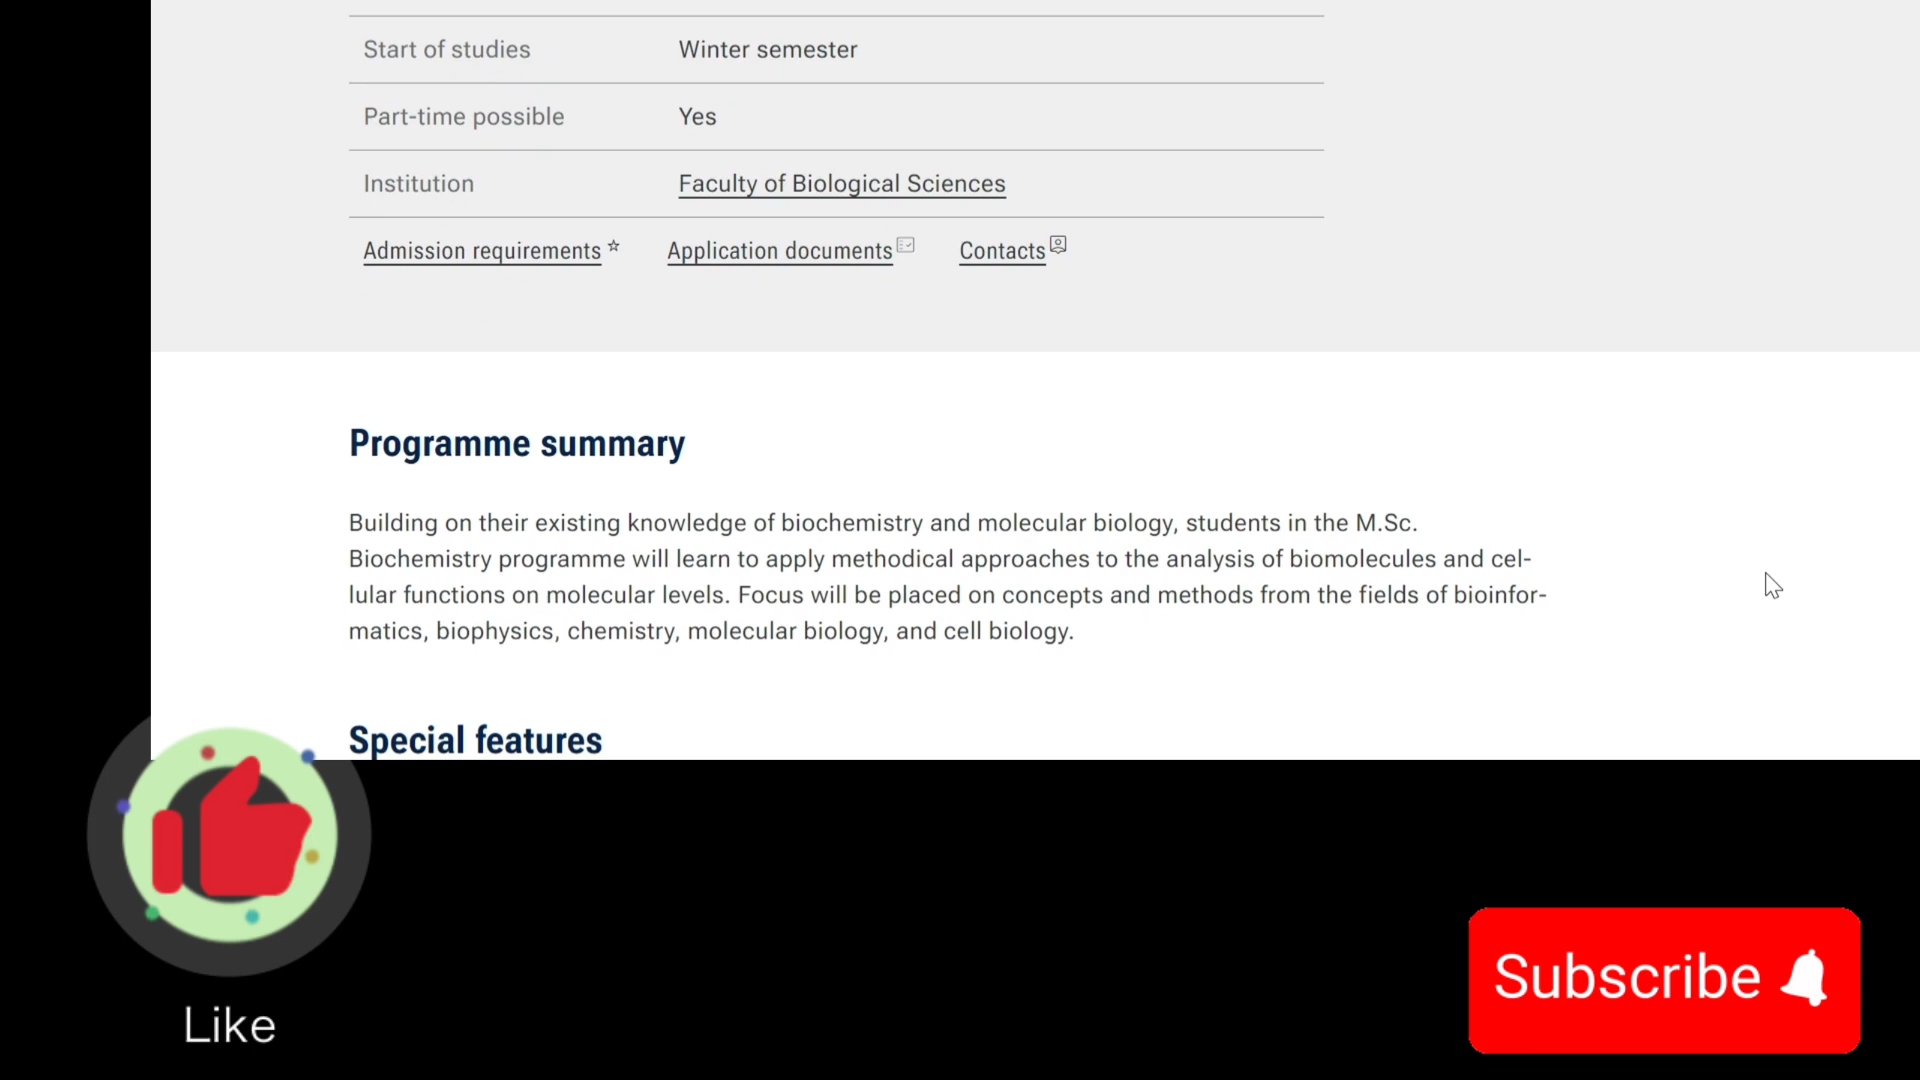 Start of studies Winter semester
Part-time possible Yes
Institution Faculty of Biological Sciences
Admission requirements Application documents Contacts
Programme summary
Building on their existing knowledge of biochemistry and molecular biology, students in the M.Sc.
Biochemistry programme will learn to apply methodical approaches to the analysis of biomolecules and cel-
lular functions on molecular levels. Focus will be placed on concepts and methods from the fields of bioinfor-
matics, biophysics, chemistry, molecular biology, and cell biology.
Special features
Like
Subscribe